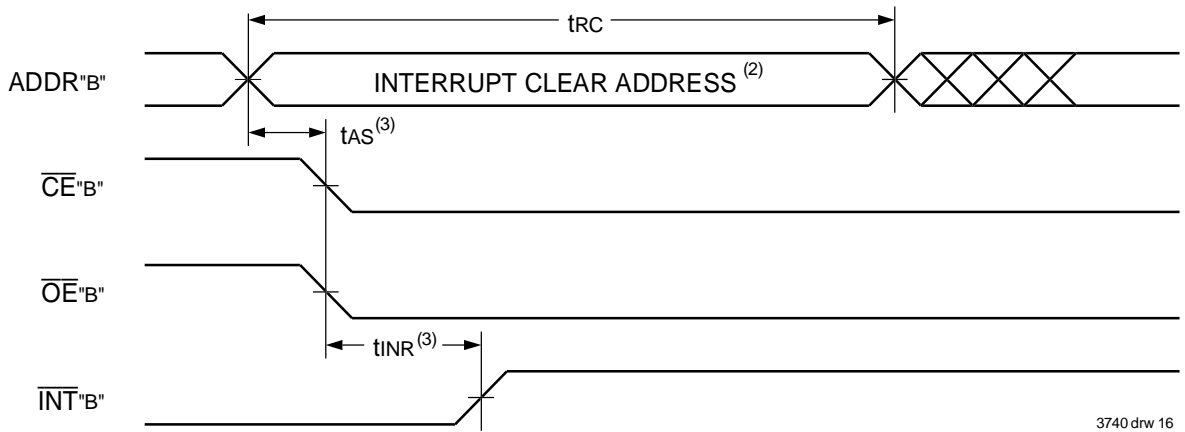 tRC
ADDR"B"
INTERRUPT CLEAR ADDRESS (2)
tAS(3)
CE"B"
OE"B"
tINR(3)
INT"B"
3740 drw 16